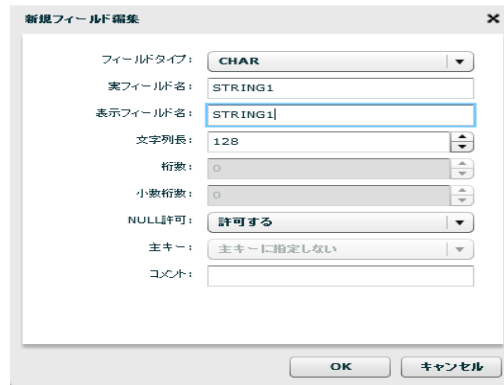 新規フィールド編集
フィールドタイプ: CHAR
実フィールド名: STRING1
表示フィールド名: STRING1
文字列長: 128
桁数: 0
小数桁数: 0
NULL許可: 許可する
主キー: 主キーに指定しない
コメント:
OK キャンセル